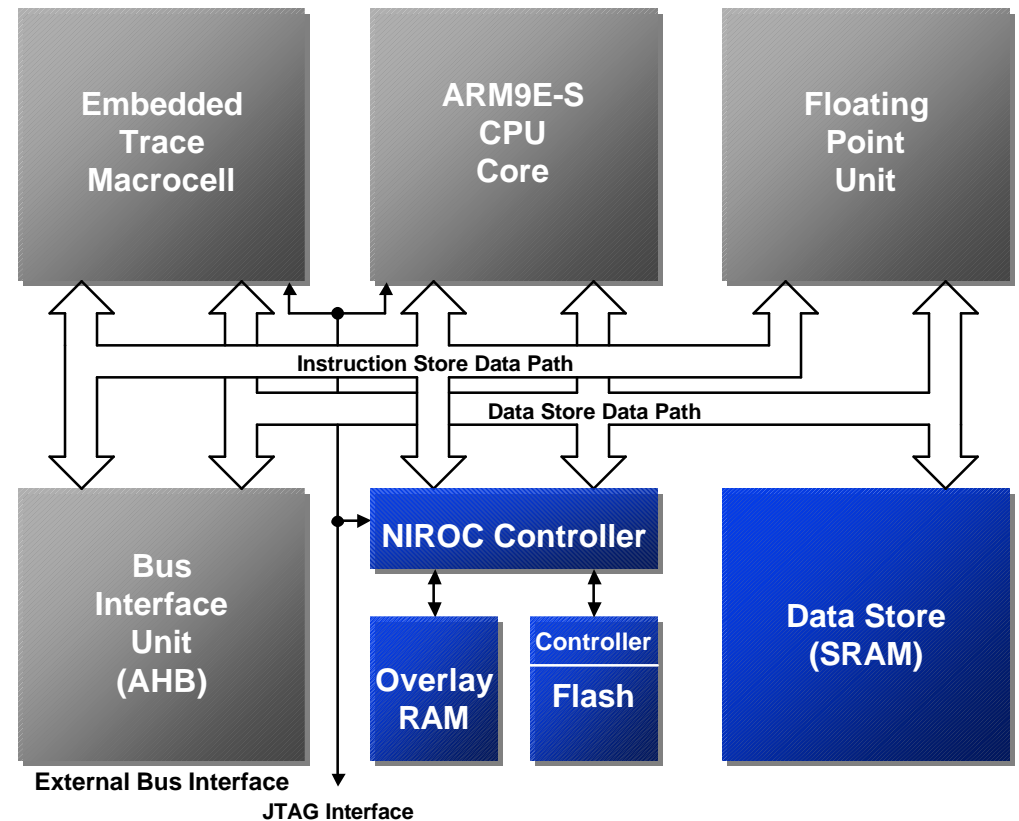 Embedded
Trace
Macrocell
ARM9E-S
CPU
Core
Floating
Point
Unit
Instruction Store Data Path
Data Store Data Path
Bus
Interface
Unit
(AHB)
NIROC Controller
Overlay
RAM
Controller
Flash
Data Store
(SRAM)
External Bus Interface
JTAG Interface